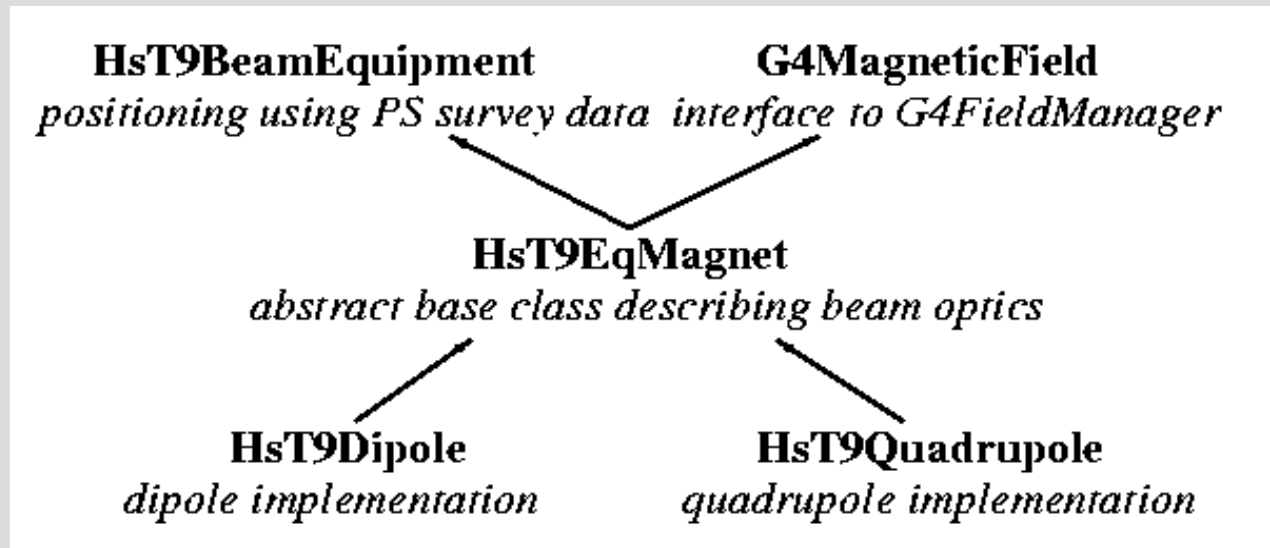 HsT9BeamEquipment G4MagneticField
positioning using PS survey data interface to G4FieldManager
HsT9EqMagnet
abstract base class describing beam optics
HsT9Dipole HsT9Quadrupole
dipole implementation quadrupole implementation